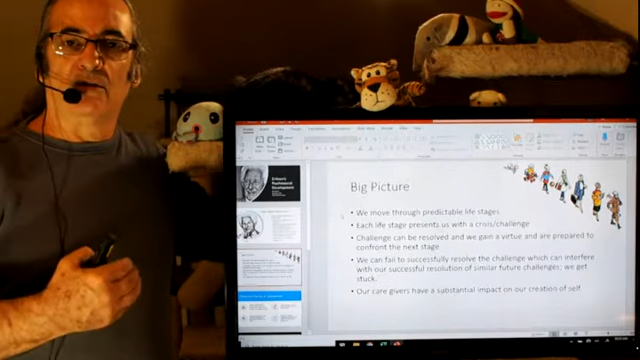 Erikson's
Psychosocial
Development
Big Picture
• We move through predictable life stages.
• Each life stage presents us with a crisis/challenge
• Challenge can be resolved and we gain a virtue and are prepared to
confront the next stage
• We can fail to successfully resolve the challenge which can interfere
with our successful resolution of similar future challenges; we get
stuck.
• Our care givers have a substantial impact on our creation of self.